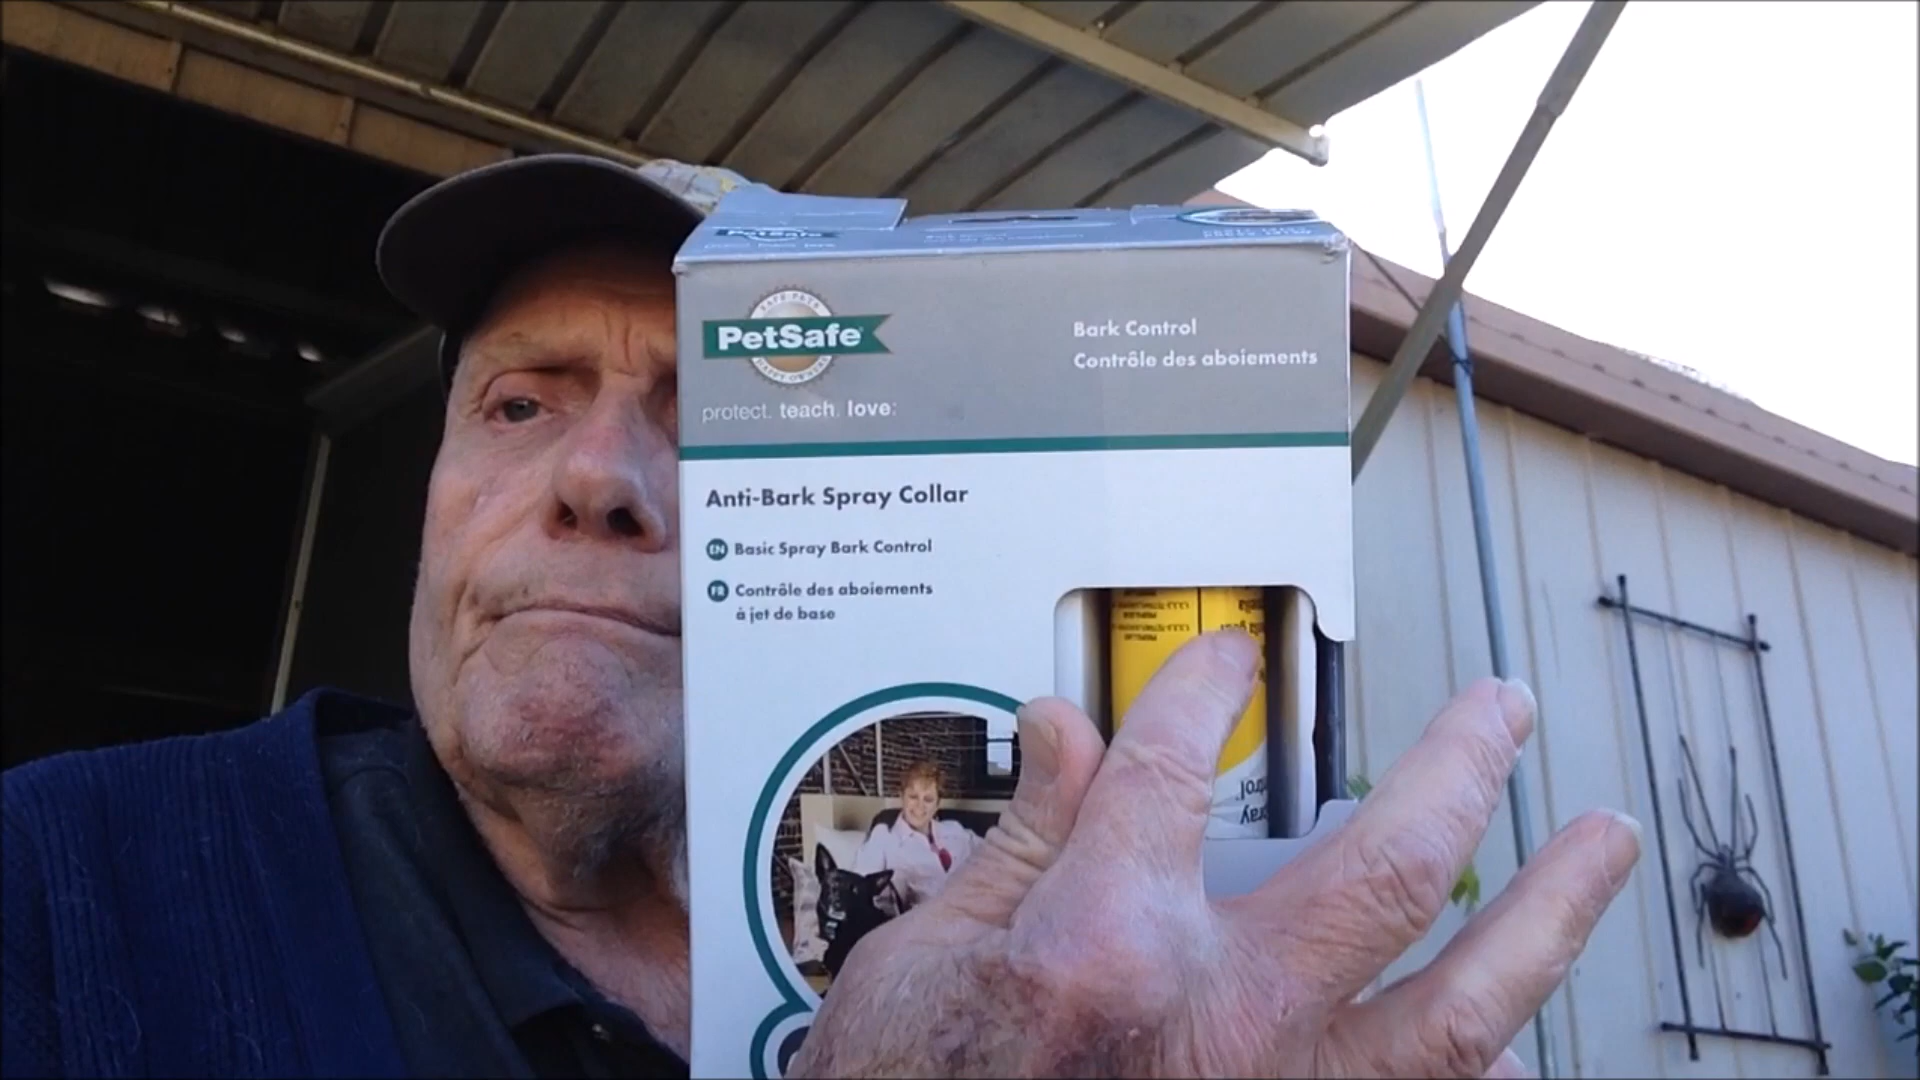 PetSafe
PetSafe
Bark Control
Contrôle des aboiements
protect. teach. love.
Anti-Bark Spray Collar
EN Basic Spray Bark Control
FR Contrôle des aboiements
à jet de base